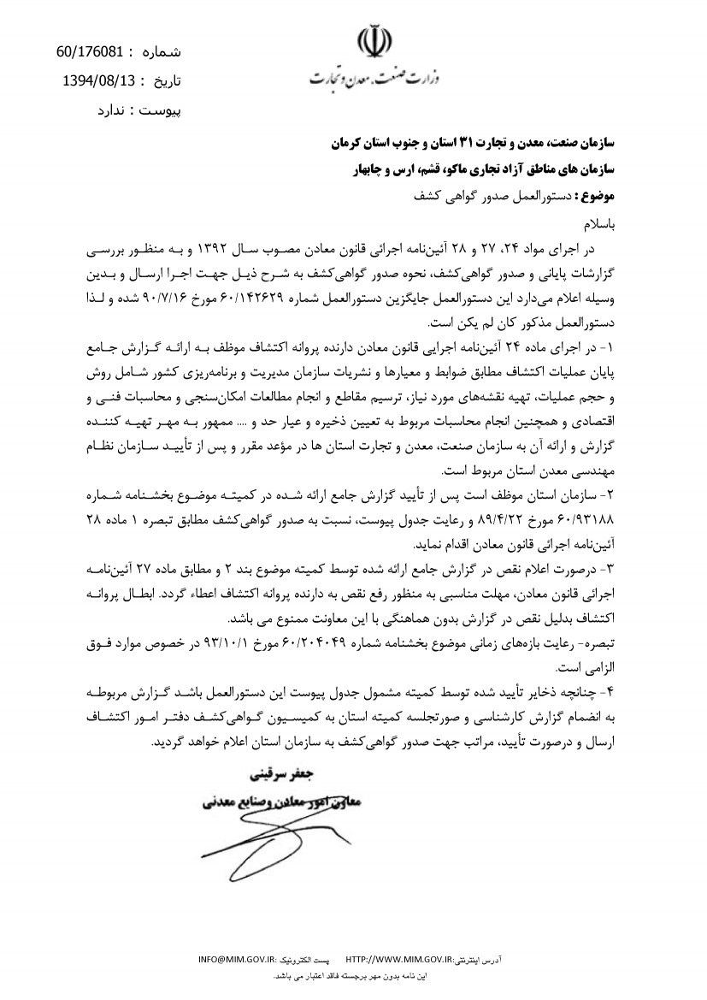 وزارت صنعت، معدن و تجارت
شماره : 60/176081
تاریخ : 1394/08/13
پیوست : ندارد
سازمان صنعت، معدن و تجارت ۳۱ استان و جنوب استان کرمان
سازمان های مناطق آزاد تجاری ماکو، قشم، ارس و چابهار
موضوع : دستورالعمل صدور گواهی کشف
باسلام
در اجرای مواد ۲۴، ۲۷ و ۲۸ آئین‌نامه اجرائی قانون معادن مصوب سال ۱۳۹۲ و به منظور بررسی
گزارشات پایانی و صدور گواهی‌کشف، نحوه صدور گواهی‌کشف به شرح ذیل جهت اجرا ارسال و بدین
وسیله اعلام می‌دارد این دستورالعمل جایگزین دستورالعمل شماره ۶۰/۱۴۲۶۲۹ مورخ ۹۰/۷/۱۶ شده و لذا
دستورالعمل مذکور کان لم یکن است.
۱- در اجرای ماده ۲۴ آئین‌نامه اجرایی قانون معادن دارنده پروانه اکتشاف موظف به ارائه گزارش جامع
پایان عملیات اکتشاف مطابق ضوابط و معیارها و نشریات سازمان مدیریت و برنامه‌ریزی کشور شامل روش
و حجم عملیات، تهیه نقشه‌های مورد نیاز، ترسیم مقاطع و انجام مطالعات امکان‌سنجی و محاسبات فنی و
اقتصادی و همچنین انجام محاسبات مربوط به تعیین ذخیره و عیار حد و .... ممهور به مهر تهیه کننده
گزارش و ارائه آن به سازمان صنعت، معدن و تجارت استان ها در مؤعد مقرر و پس از تأیید سازمان نظام
مهندسی معدن استان مربوط است.
۲- سازمان استان موظف است پس از تأیید گزارش جامع ارائه شده در کمیته موضوع بخشنامه شماره
۶۰/۹۳۱۸۸ مورخ ۸۹/۴/۲۲ و رعایت جدول پیوست، نسبت به صدور گواهی‌کشف مطابق تبصره ۱ ماده ۲۸
آئین‌نامه اجرائی قانون معادن اقدام نماید.
۳- درصورت اعلام نقص در گزارش جامع ارائه شده توسط کمیته موضوع بند ۲ و مطابق ماده ۲۷ آئین‌نامه
اجرائی قانون معادن، مهلت مناسبی به منظور رفع نقص به دارنده پروانه اکتشاف اعطاء گردد. ابطال پروانه
اکتشاف بدلیل نقص در گزارش بدون هماهنگی با این معاونت ممنوع می باشد.
تبصره- رعایت بازه‌های زمانی موضوع بخشنامه شماره ۶۰/۲۰۴۰۴۹ مورخ ۹۳/۱۰/۱ در خصوص موارد فوق
الزامی است.
۴- چنانچه ذخایر تأیید شده توسط کمیته مشمول جدول پیوست این دستورالعمل باشد گزارش مربوطه
به انضمام گزارش کارشناسی و صورتجلسه کمیته استان به کمیسیون گواهی‌کشف دفتر امور اکتشاف
ارسال و درصورت تأیید، مراتب جهت صدور گواهی‌کشف به سازمان استان اعلام خواهد گردید.
جعفر سرقینی
معاون امور معادن و صنایع معدنی
آدرس اینترنتی:HTTP://WWW.MIM.GOV.IR پست الکترونیک :INFO@MIM.GOV.IR
این نامه بدون مهر برجسته فاقد اعتبار می باشد.